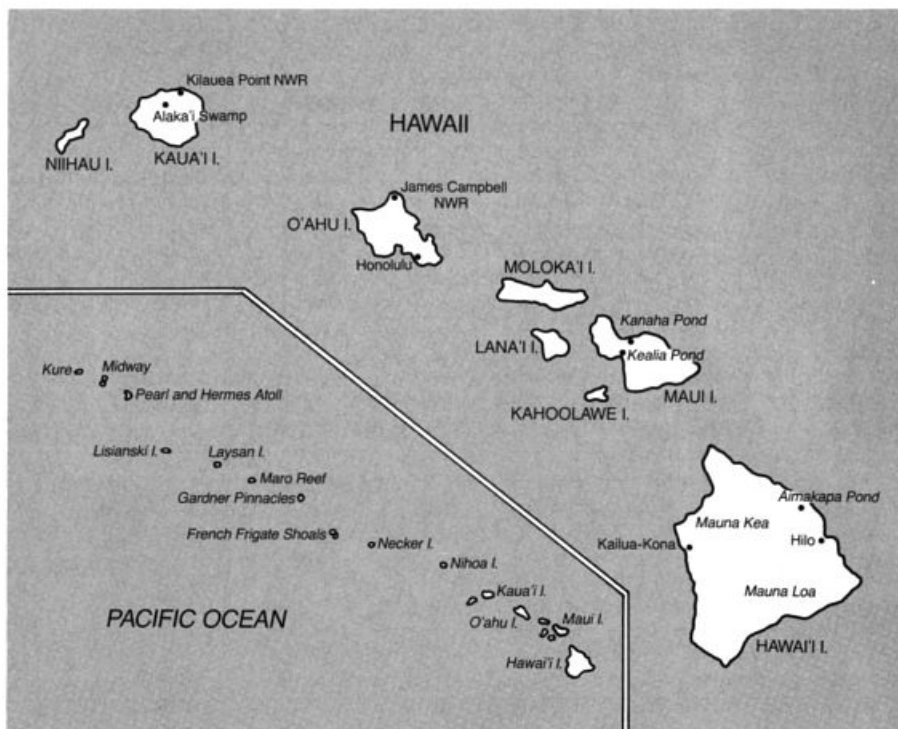 Kilauea Point NWR
Alaka'i Swamp
NIIHAU I.
KAUA'I I.
HAWAII
James Campbell
NWR
O'AHU I.
Honolulu
MOLOKA'I I.
Kanaha Pond
LANA'I I.
Kealia Pond
KAHOOLAWE I.
MAUI I.
Kure
Midway
Pearl and Hermes Atoll
Lisianski I.
Laysan I.
Maro Reef
Gardner Pinnacles
French Frigate Shoals
Necker I.
Nihoa I.
Kaua'i I.
O'ahu I.
Maui I.
Hawai'i I.
PACIFIC OCEAN
Aimakapa Pond
Mauna Kea
Kailua-Kona
Hilo
Mauna Loa
HAWAI'I I.